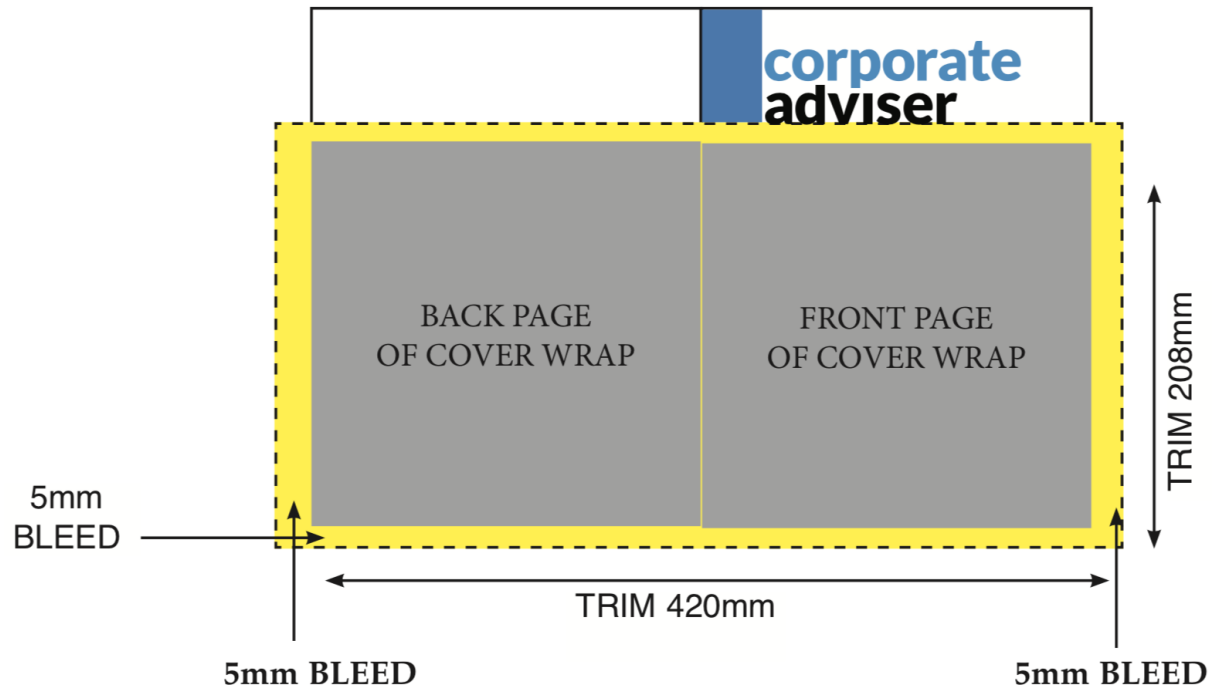 corporate
adviser
BACK PAGE
OF COVER WRAP
FRONT PAGE
OF COVER WRAP
TRIM 208mm
5mm
BLEED
TRIM 420mm
5mm BLEED
5mm BLEED